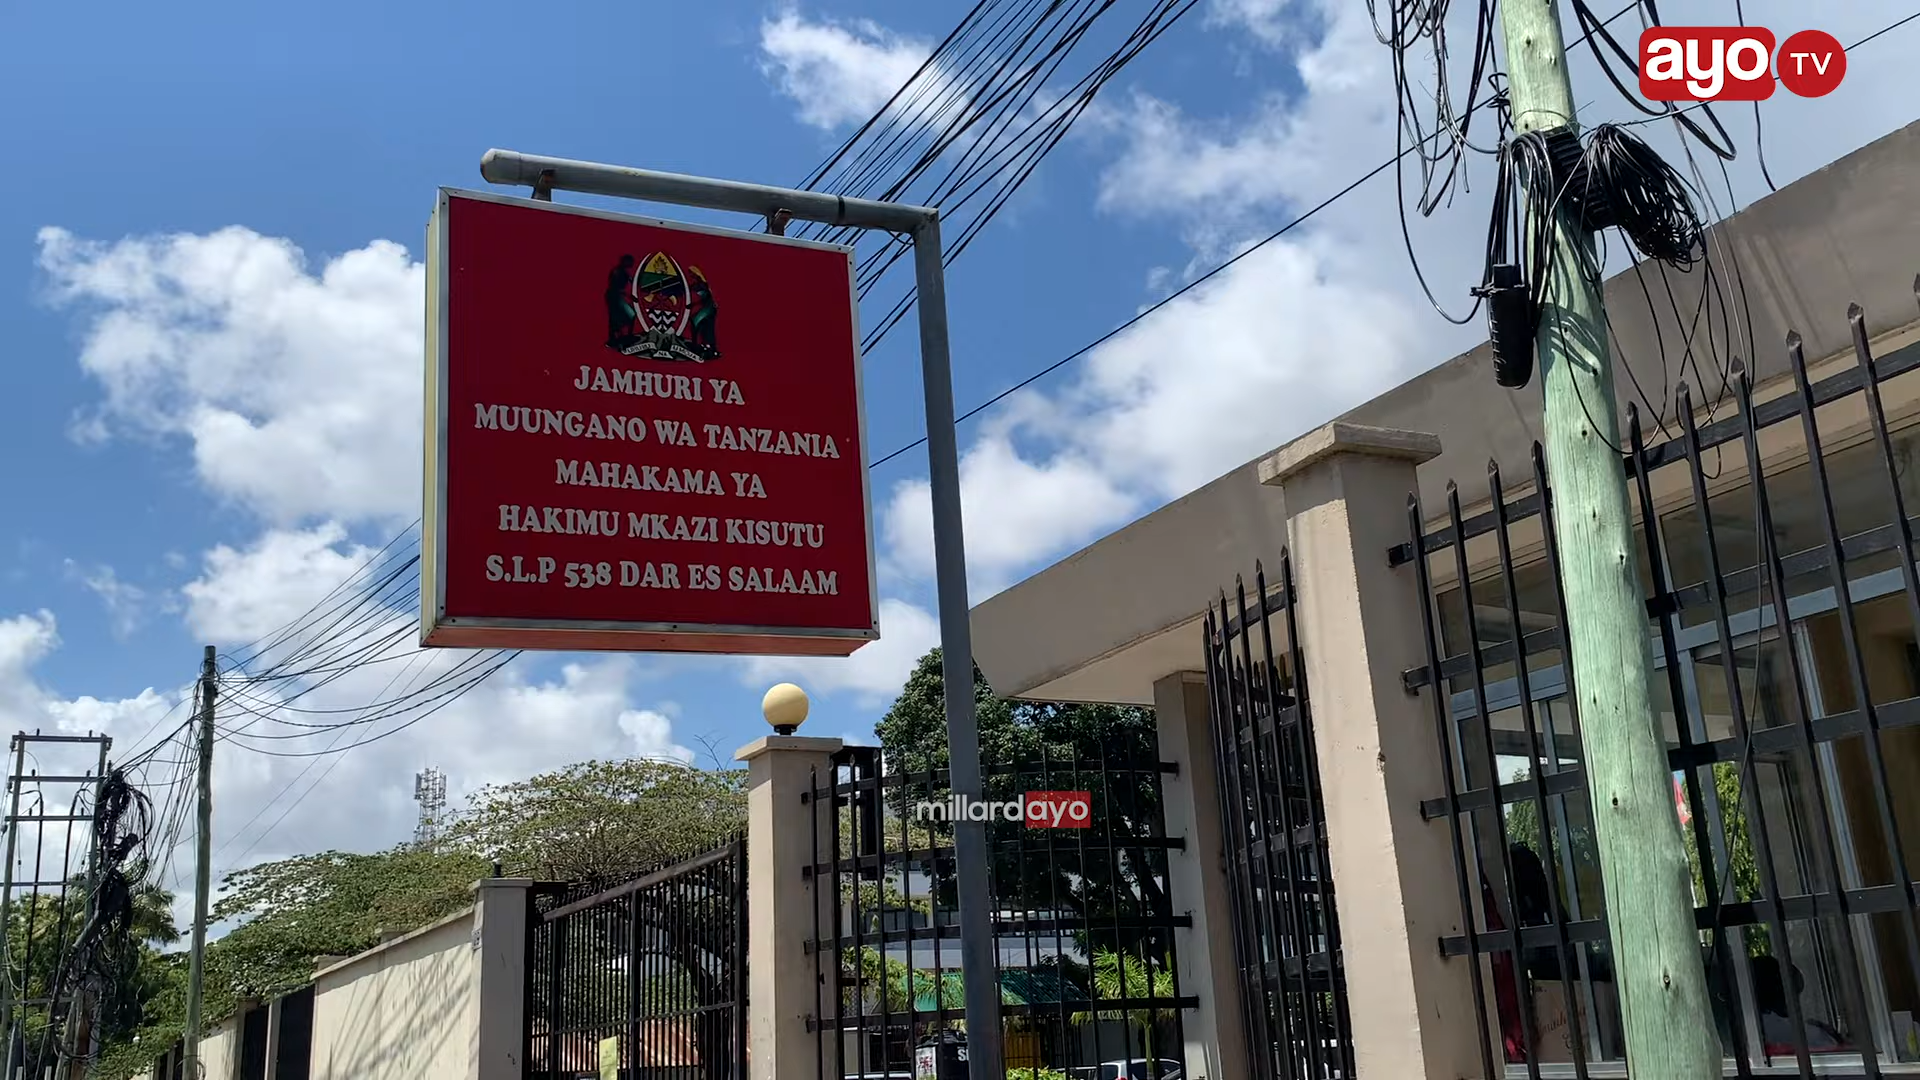 ayo TV
JAMHURI YA
MUUNGANO WA TANZANIA
MAHAKAMA YA
HAKIMU MKAZI KISUTU
S.L.P 538 DAR ES SALAAM
millardayo